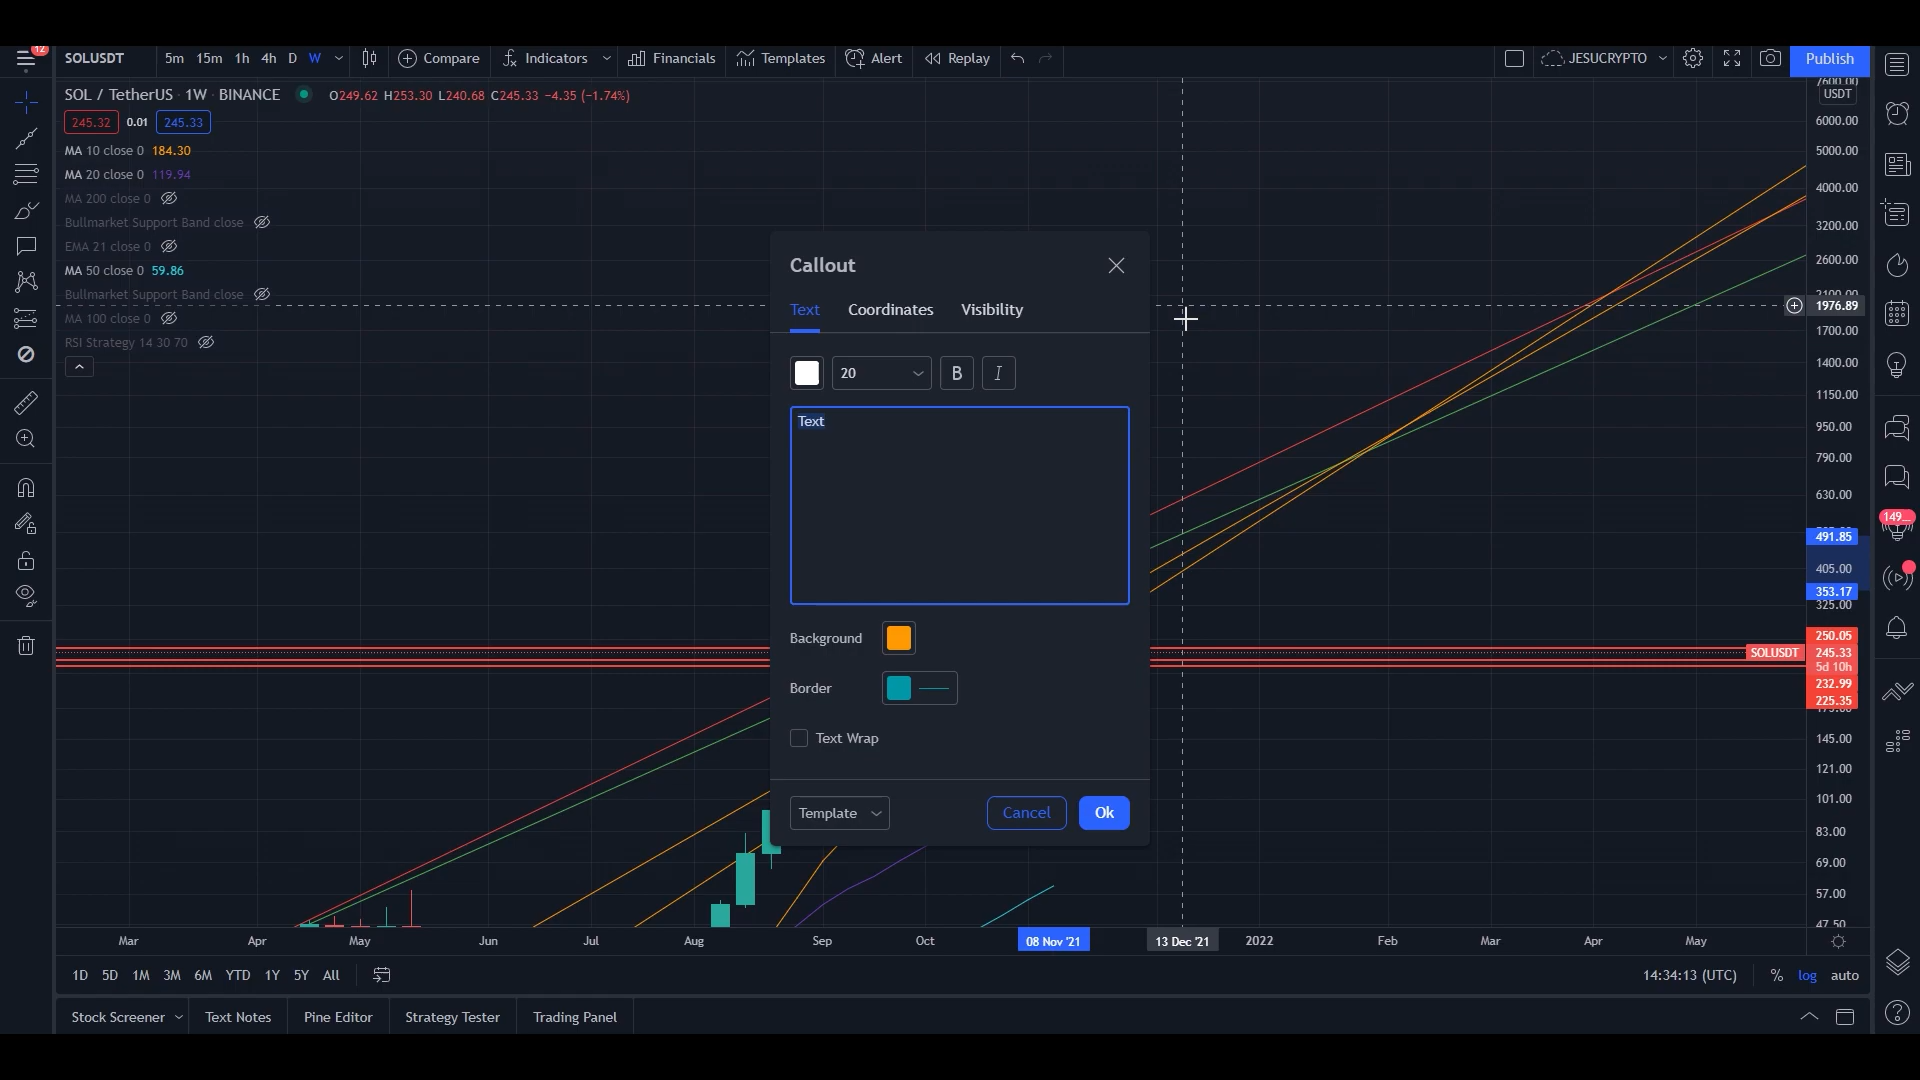 12
SOLUSDT 5m 15m 1h 4h D W Compare Indicators Financials Templates Alert Replay JESUCRYPTO Publish
SOL / TetherUS · 1W · BINANCE O249.62 H253.30 L240.68 C245.33 −4.35 (−1.74%)
245.32 0.01 245.33
MA 10 close 0 184.30
MA 20 close 0 119.94
MA 200 close 0
Bullmarket Support Band close
EMA 21 close 0
MA 50 close 0 59.86
Bullmarket Support Band close
MA 100 close 0
RSI Strategy 14 30 70
Callout
Text Coordinates Visibility
20 B I
Text
Background
Border
Text Wrap
Template Cancel Ok
7600.00
USDT
6000.00
5000.00
4000.00
3200.00
2600.00
2100.00
1976.89
1700.00
1400.00
1150.00
950.00
790.00
630.00
491.85
405.00
353.17
325.00
250.05
SOLUSDT 245.33
5d 10h
232.99
225.35
175.00
145.00
121.00
101.00
83.00
69.00
57.00
47.50
149...
Mar Apr May Jun Jul Aug Sep Oct 08 Nov '21 13 Dec '21 2022 Feb Mar Apr May
1D 5D 1M 3M 6M YTD 1Y 5Y All 14:34:13 (UTC) % log auto
Stock Screener Text Notes Pine Editor Strategy Tester Trading Panel